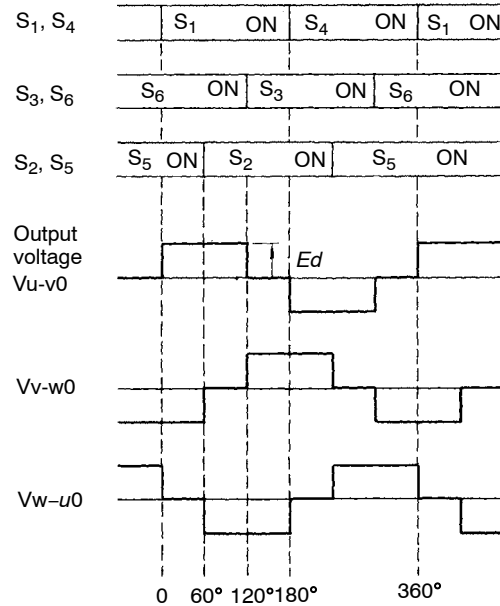 S1, S4 S1 ON S4 ON S1 ON
S3, S6 S6 ON S3 ON S6 ON
S2, S5 S5 ON S2 ON S5 ON
Output
voltage
Vu-v0
Ed
Vv-w0
Vw-u0
0 60° 120° 180° 360°